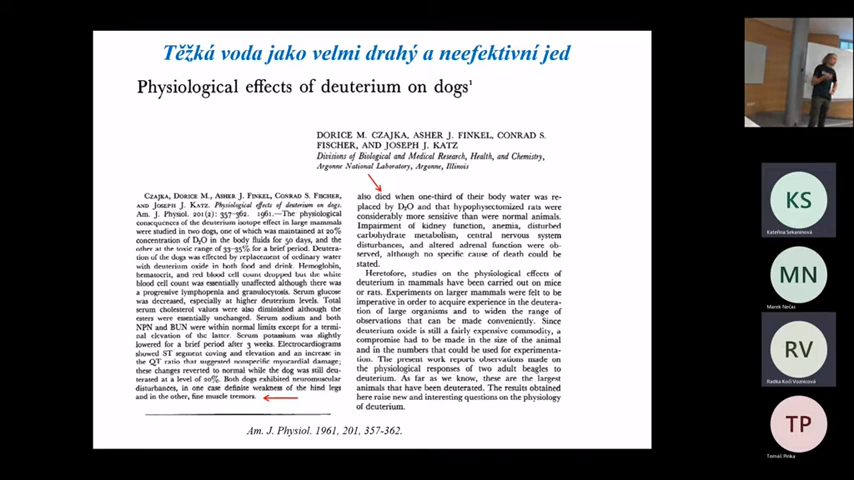 Těžká voda jako velmi drahý a neefektivní jed
Physiological effects of deuterium on dogs¹
DORICE M. CZAJKA, ASHER J. FINKEL, CONRAD S.
FISCHER, AND JOSEPH J. KATZ
Divisions of Biological and Medical Research, Health, and Chemistry,
Argonne National Laboratory, Argonne, Illinois
CZAJKA, DORICE M., ASHER J. FINKEL, CONRAD S. FISCHER,
AND JOSEPH J. KATZ. Physiological effects of deuterium on dogs.
Am. J. Physiol. 201(2): 357-362. 1961.—The physiological
consequences of the deuterium isotope effect in large mammals
were studied in two dogs, one of which was maintained at 20%
concentration of D₂O in the body fluids for 50 days, and the
other at the toxic range of 33-35% for a brief period. Deutera-
tion of the dogs was effected by replacement of ordinary water
with deuterium oxide in both food and drink. Hemoglobin,
hematocrit, and red blood cell count dropped but the white
blood cell count was essentially unaffected although there was
a progressive lymphopenia and granulocytosis. Serum glucose
was decreased, especially at higher deuterium levels. Total
serum cholesterol values were also diminished although the
esters were essentially unchanged. Serum sodium and both
NPN and BUN were within normal limits except for a termi-
nal elevation of the latter. Serum potassium was slightly
lowered for a brief period after 3 weeks. Electrocardiograms
showed ST segment coving and elevation and an increase in
the QT ratio that suggested nonspecific myocardial damage;
these changes reverted to normal while the dog was still deu-
terated at a level of 20%. Both dogs exhibited neuromuscular
disturbances, in one case definite weakness of the hind legs
and in the other, fine muscle tremors.
also died when one-third of their body water was re-
placed by D₂O and that hypophysectomized rats were
considerably more sensitive than were normal animals.
Impairment of kidney function, anemia, disturbed
carbohydrate metabolism, central nervous system
disturbances, and altered adrenal function were ob-
served, although no specific cause of death could be
stated.
Heretofore, studies on the physiological effects of
deuterium in mammals have been carried out on mice
or rats. Experiments on larger mammals were felt to be
imperative in order to acquire experience in the deutera-
tion of large organisms and to widen the range of
observations that can be made conveniently. Since
deuterium oxide is still a fairly expensive commodity, a
compromise had to be made in the size of the animal
and in the numbers that could be used for experimenta-
tion. The present work reports observations made on
the physiological responses of two adult beagles to
deuterium. As far as we know, these are the largest
animals that have been deuterated. The results obtained
here raise new and interesting questions on the physiology
of deuterium.
Am. J. Physiol. 1961, 201, 357-362.
KS
Kateřina Sekaninová
MN
Marek Nečas
RV
Radka Kočí Voznicová
TP
Tomáš Pinka